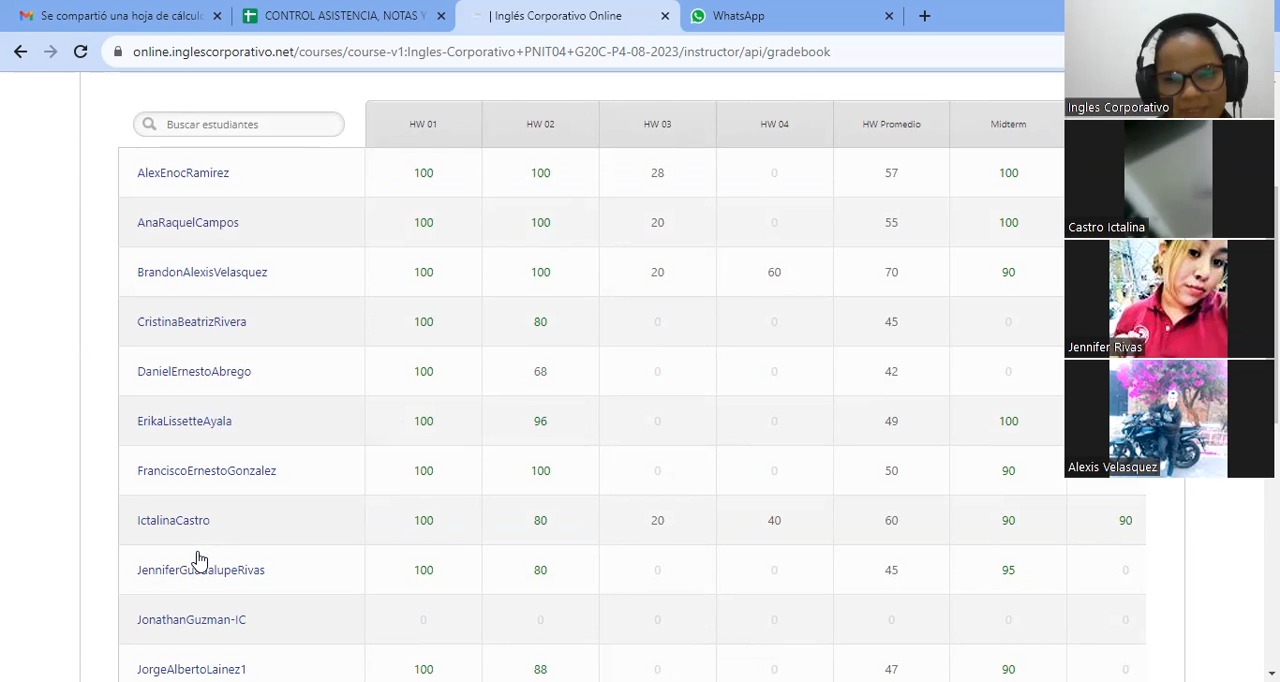 Se compartió una hoja de cálculo
CONTROL ASISTENCIA, NOTAS Y
| Inglés Corporativo Online
WhatsApp
online.inglescorporativo.net/courses/course-v1:Ingles-Corporativo+PNIT04+G20C-P4-08-2023/instructor/api/gradebook
Buscar estudiantes HW 01 HW 02 HW 03 HW 04 HW Promedio Midterm
AlexEnocRamirez 100 100 28 0 57 100
AnaRaquelCampos 100 100 20 0 55 100
BrandonAlexisVelasquez 100 100 20 60 70 90
CristinaBeatrizRivera 100 80 0 0 45 0
DanielErnestoAbrego 100 68 0 0 42 0
ErikaLissetteAyala 100 96 0 0 49 100
FranciscoErnestoGonzalez 100 100 0 0 50 90
IctalinaCastro 100 80 20 40 60 90 90
JenniferGuadalupeRivas 100 80 0 0 45 95 0
JonathanGuzman-IC 0 0 0 0 0 0 0
JorgeAlbertoLainez1 100 88 0 0 47 90 0
Ingles Corporativo
Castro Ictalina
Jennifer Rivas
Alexis Velasquez